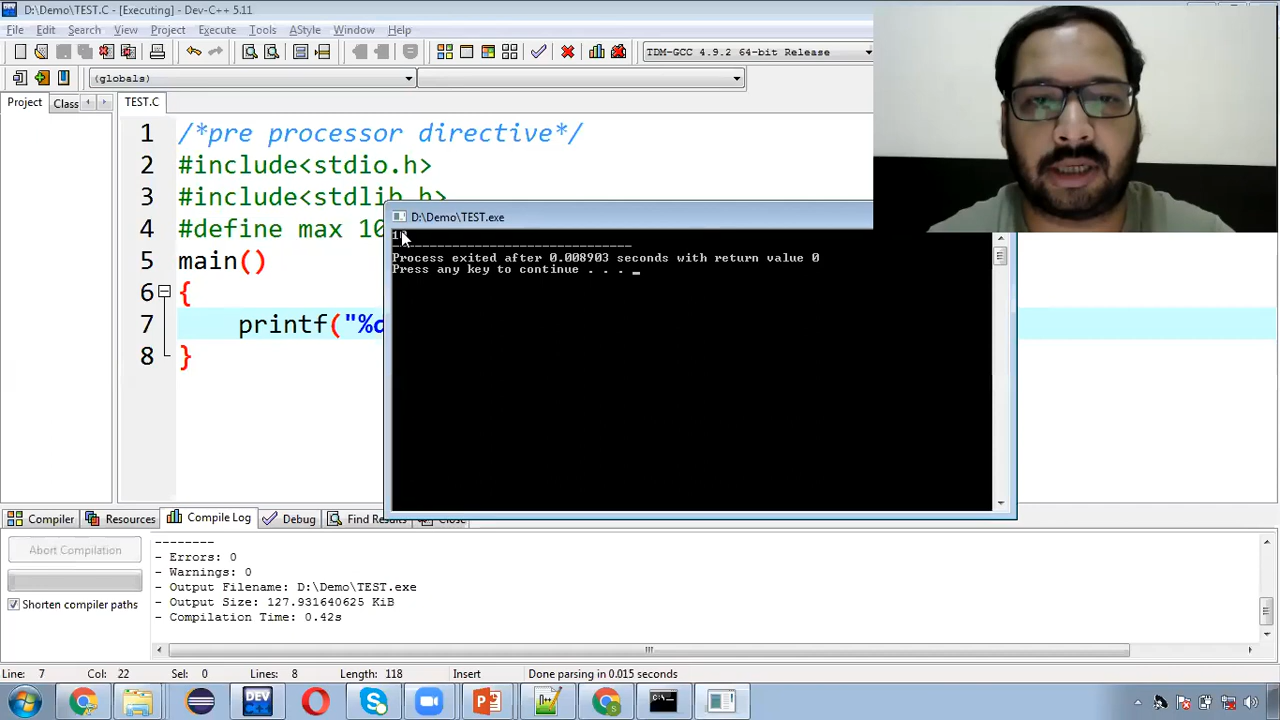 D:\Demo\TEST.C - [Executing] - Dev-C++ 5.11
File Edit Search View Project Execute Tools AStyle Window Help
TDM-GCC 4.9.2 64-bit Release
(globals)
Project Class TEST.C
1 /*pre processor directive*/
2 #include<stdio.h>
3 #include<stdlib.h>
4 #define max 10
5 main()
6 {
7 printf("%d
8 }
D:\Demo\TEST.exe
--------------------------------
Process exited after 0.008903 seconds with return value 0
Press any key to continue . . . _
Compiler Resources Compile Log Debug Find Results Close
Abort Compilation
Shorten compiler paths
--------
- Errors: 0
- Warnings: 0
- Output Filename: D:\Demo\TEST.exe
- Output Size: 127.931640625 KiB
- Compilation Time: 0.42s
Line: 7 Col: 22 Sel: 0 Lines: 8 Length: 118 Insert Done parsing in 0.015 seconds
DEV C++